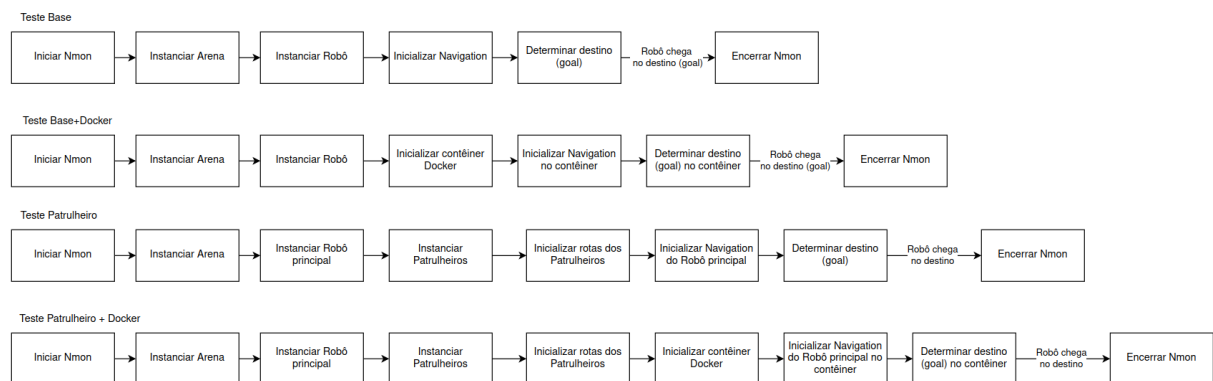 Teste Base
Iniciar Nmon
Instanciar Arena
Instanciar Robô
Inicializar Navigation
Determinar destino
(goal)
Robô chega
no destino (goal)
Encerrar Nmon
Teste Base+Docker
Iniciar Nmon
Instanciar Arena
Instanciar Robô
Inicializar contêiner
Docker
Inicializar Navigation
no contêiner
Determinar destino
(goal) no contêiner
Robô chega
no destino (goal)
Encerrar Nmon
Teste Patrulheiro
Iniciar Nmon
Instanciar Arena
Instanciar Robô
principal
Instanciar
Patrulheiros
Inicializar rotas dos
Patrulheiros
Inicializar Navigation
do Robô principal
Determinar destino
(goal)
Robô chega
no destino
Encerrar Nmon
Teste Patrulheiro + Docker
Iniciar Nmon
Instanciar Arena
Instanciar Robô
principal
Instanciar
Patrulheiros
Inicializar rotas dos
Patrulheiros
Inicializar contêiner
Docker
Inicializar Navigation
do Robô principal no
contêiner
Determinar destino
(goal) no contêiner
Robô chega
no destino
Encerrar Nmon